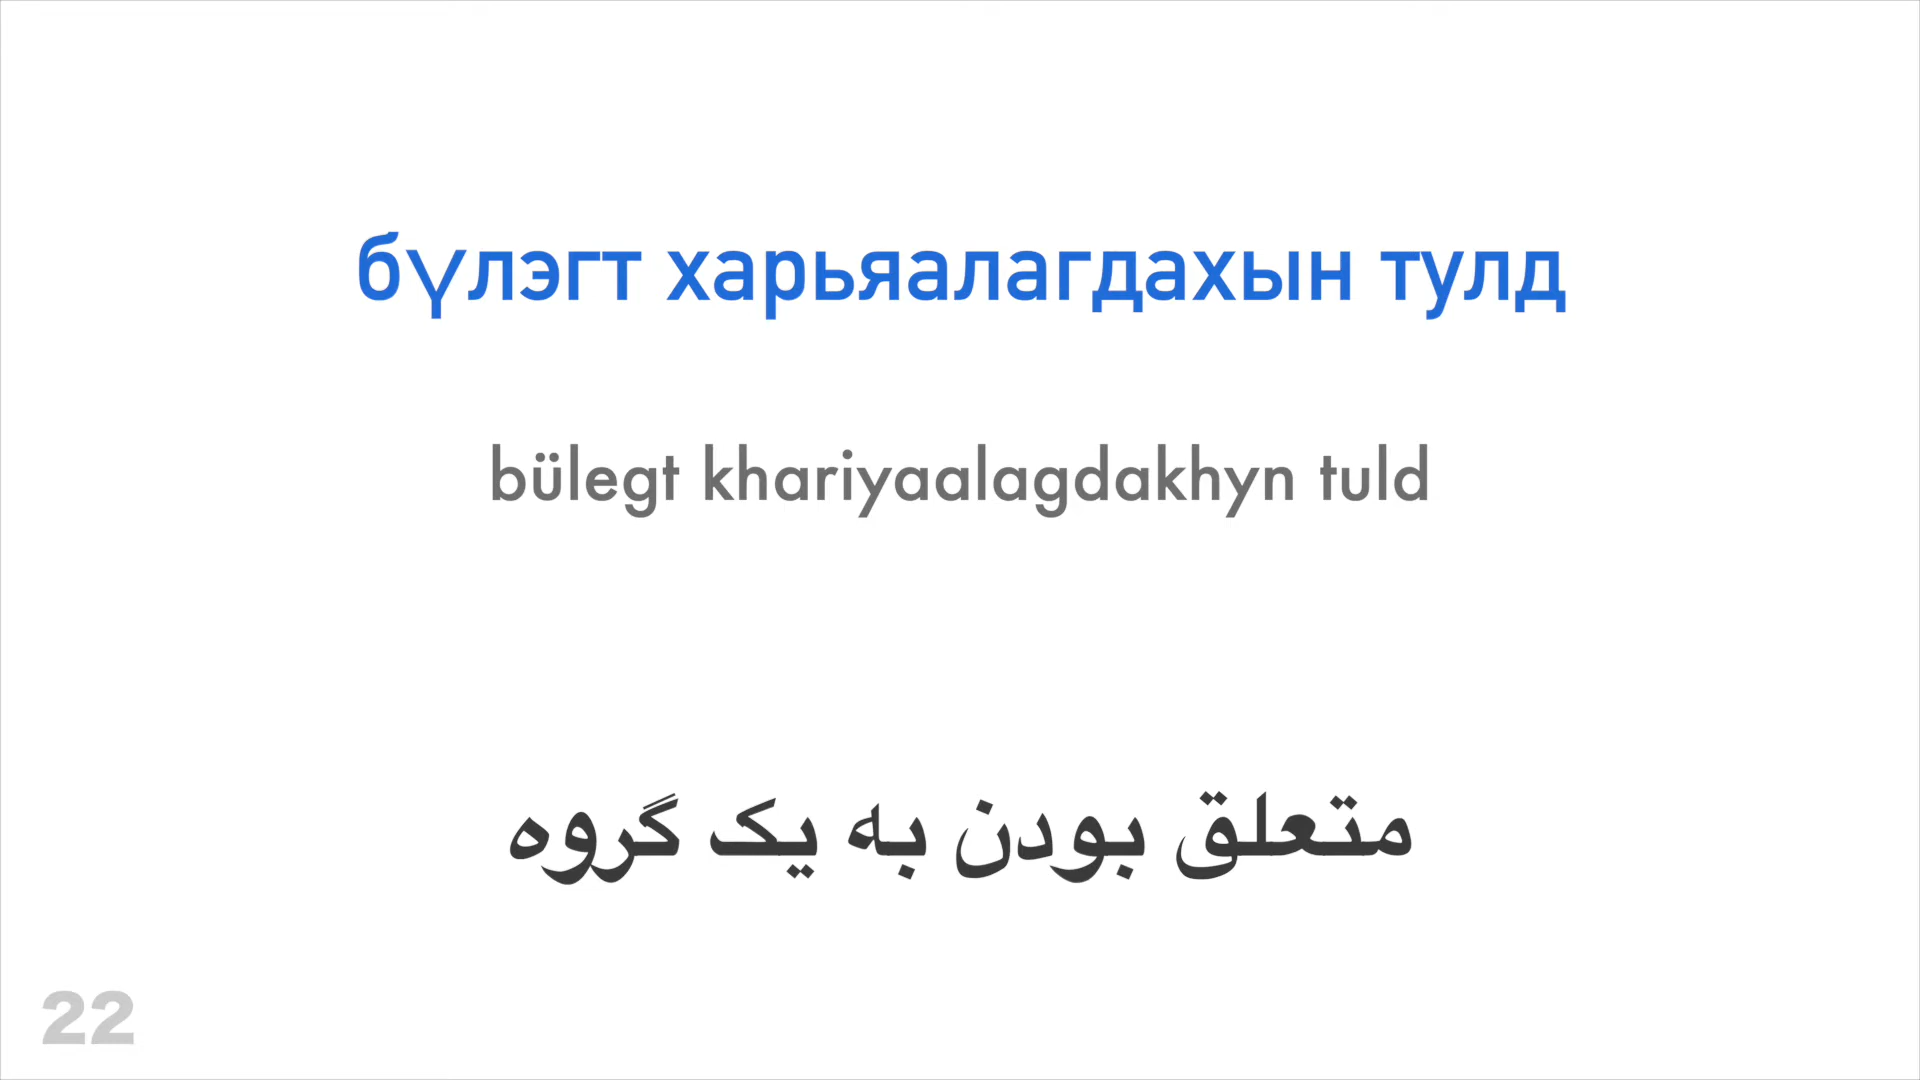 бүлэгт харьяалагдахын тулд
bülegt khariyaalagdakhyn tuld
متعلق بودن به یک گروه
22